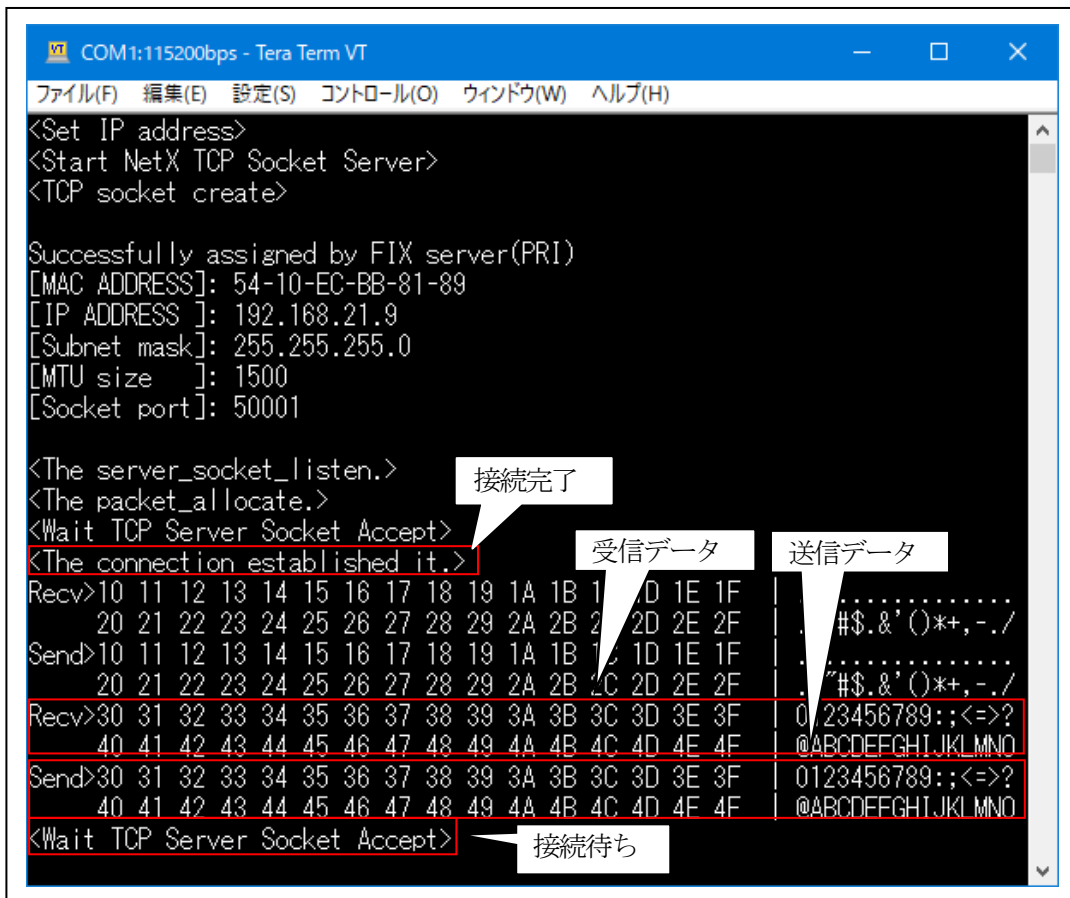 COM1:115200bps - Tera Term VT
ファイル(F) 編集(E) 設定(S) コントロール(O) ウィンドウ(W) ヘルプ(H)
<Set IP address>
<Start NetX TCP Socket Server>
<TCP socket create>
Successfully assigned by FIX server(PRI)
[MAC ADDRESS]: 54-10-EC-BB-81-89
[IP ADDRESS ]: 192.168.21.9
[Subnet mask]: 255.255.255.0
[MTU size   ]: 1500
[Socket port]: 50001
<The server_socket_listen.>
接続完了
<The packet_allocate.>
<Wait TCP Server Socket Accept>
受信データ 送信データ
<The connection established it.>
Recv>10 11 12 13 14 15 16 17 18 19 1A 1B 1D 1E 1F | ...............
20 21 22 23 24 25 26 27 28 29 2A 2B 2D 2E 2F | . #$.&'()*+,-./
Send>10 11 12 13 14 15 16 17 18 19 1A 1B 1C 1D 1E 1F | ................
20 21 22 23 24 25 26 27 28 29 2A 2B 2C 2D 2E 2F | . "#$.&'()*+,-./
Recv>30 31 32 33 34 35 36 37 38 39 3A 3B 3C 3D 3E 3F | 0123456789:;<=>?
40 41 42 43 44 45 46 47 48 49 4A 4B 4C 4D 4E 4F | @ABCDEFGHIJKLMNO
Send>30 31 32 33 34 35 36 37 38 39 3A 3B 3C 3D 3E 3F | 0123456789:;<=>?
40 41 42 43 44 45 46 47 48 49 4A 4B 4C 4D 4E 4F | @ABCDEFGHIJKLMNO
<Wait TCP Server Socket Accept>
接続待ち